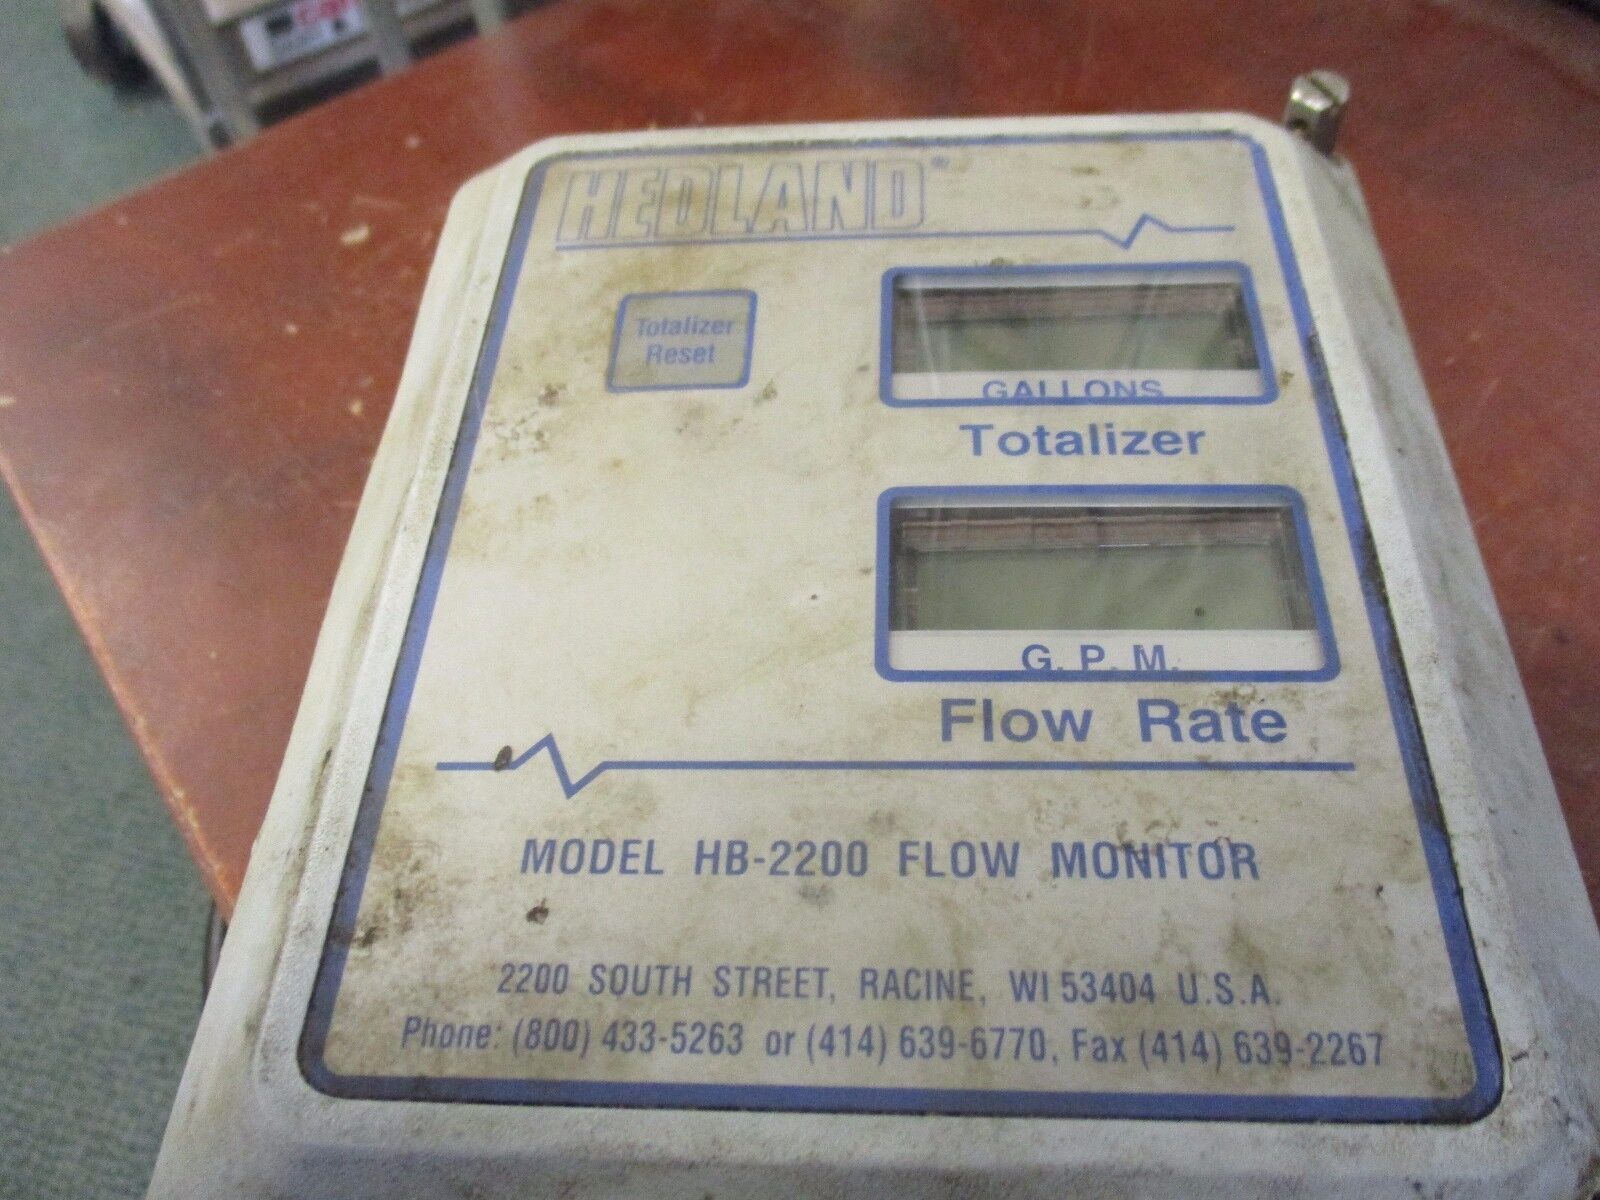 HEDLAND®
Totalizer
Reset
GALLONS
Totalizer
G. P. M.
Flow Rate
MODEL HB-2200 FLOW MONITOR
2200 SOUTH STREET, RACINE, WI 53404 U.S.A.
Phone: (800) 433-5263 or (414) 639-6770, Fax (414) 639-2267